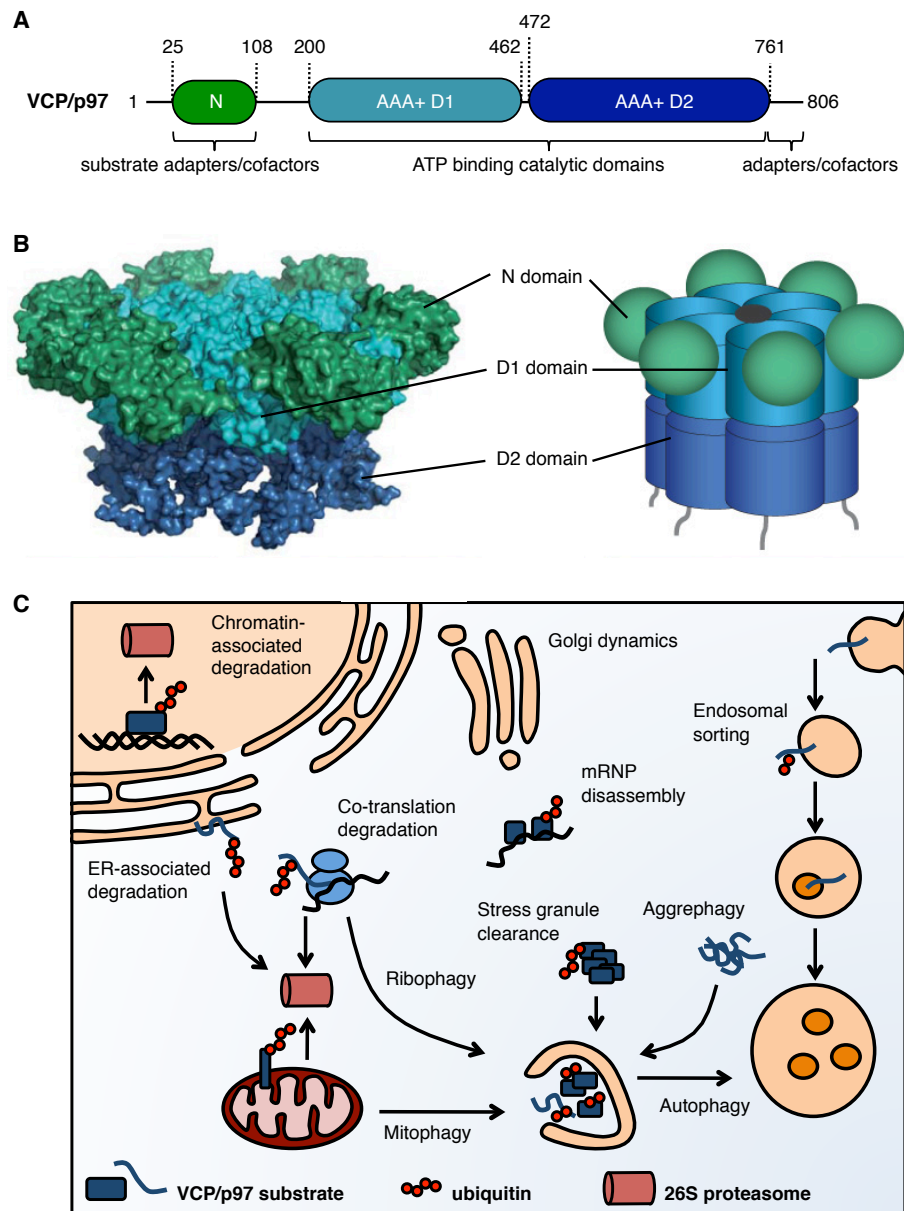 A
25 108 200 462 472 761
VCP/p97 1 N AAA+ D1 AAA+ D2 806
substrate adapters/cofactors ATP binding catalytic domains adapters/cofactors
B
N domain
D1 domain
D2 domain
C
Chromatin-
associated
degradation
Golgi dynamics
Endosomal
sorting
mRNP
disassembly
Co-translation
degradation
ER-associated
degradation
Stress granule
clearance
Aggrephagy
Ribophagy
Mitophagy
Autophagy
VCP/p97 substrate ubiquitin 26S proteasome